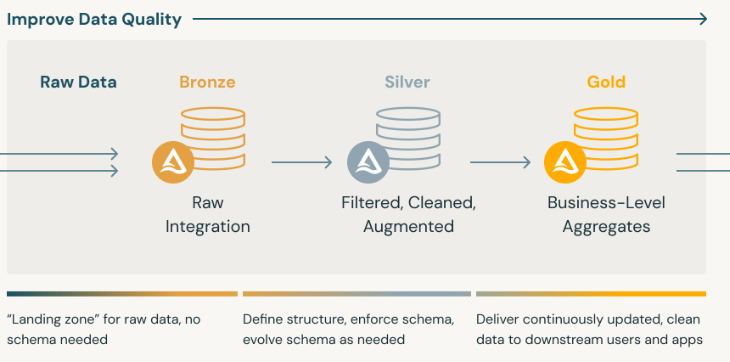 Improve Data Quality
Raw Data
Bronze
Silver
Gold
Raw
Integration
Filtered, Cleaned,
Augmented
Business-Level
Aggregates
“Landing zone” for raw data, no
schema needed
Define structure, enforce schema,
evolve schema as needed
Deliver continuously updated, clean
data to downstream users and apps